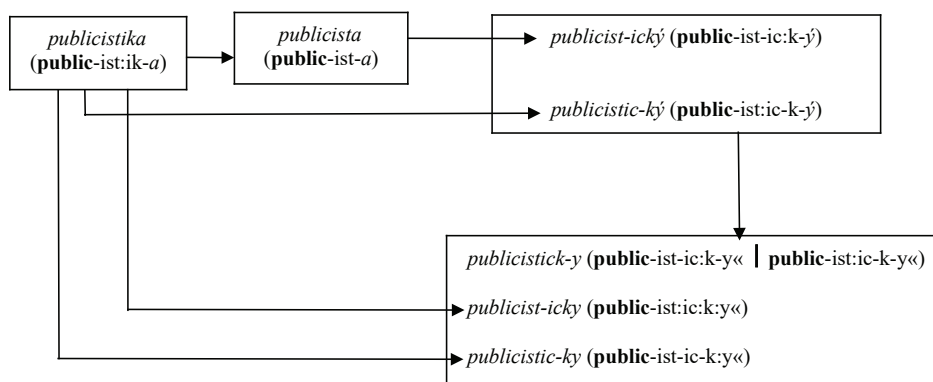 publicistika
(public-ist:ik-a)
publicista
(public-ist-a)
publicist-ický (public-ist-ic:k-ý)
publicistic-ký (public-ist:ic-k-ý)
publicistick-y (public-ist-ic:k-y« | public-ist:ic-k-y«)
publicist-icky (public-ist:ic:k:y«)
publicistic-ky (public-ist-ic-k:y«)